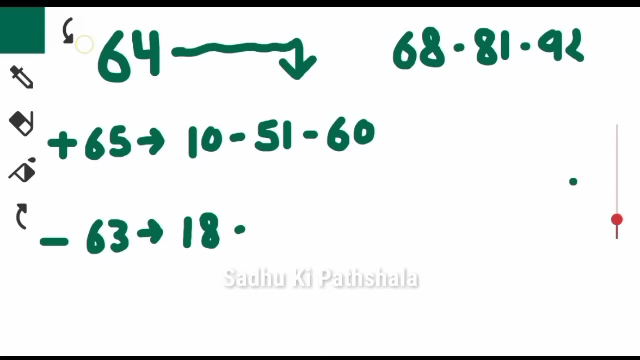 64 → 68 · 81 · 92
+ 65 → 10 - 51 - 60
- 63 → 18 -
Sadhu Ki Pathshala